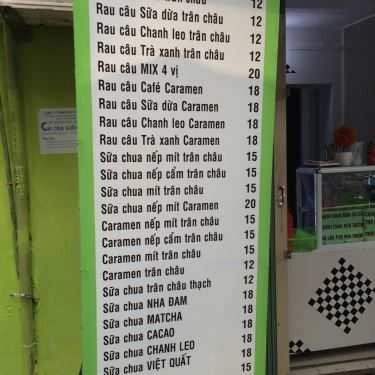 trân châu 12
Rau câu Sữa dừa trân châu 12
Rau câu Chanh leo trân châu 12
Rau câu Trà xanh trân châu 12
Rau câu MIX 4 vị 20
Rau câu Café Caramen 18
Rau câu Sữa dừa Caramen 18
Rau câu Chanh Leo Caramen 18
Rau câu Trà xanh Caramen 18
Sữa chua nếp mít trân châu 15
Sữa chua nếp cẩm trân châu 15
Sữa chua mít trân châu 15
Sữa chua nếp mít Caramen 20
Caramen nếp mít trân châu 15
Caramen nếp cẩm trân châu 15
Caramen mít trân châu 15
Caramen trân châu 12
Sữa chua trân châu thạch 12
Sữa chua NHA ĐAM 18
Sữa chua MATCHA 18
Sữa chua CACAO 18
Sữa chua CHANH LEO 18
Sữa chua VIỆT QUẤT 15